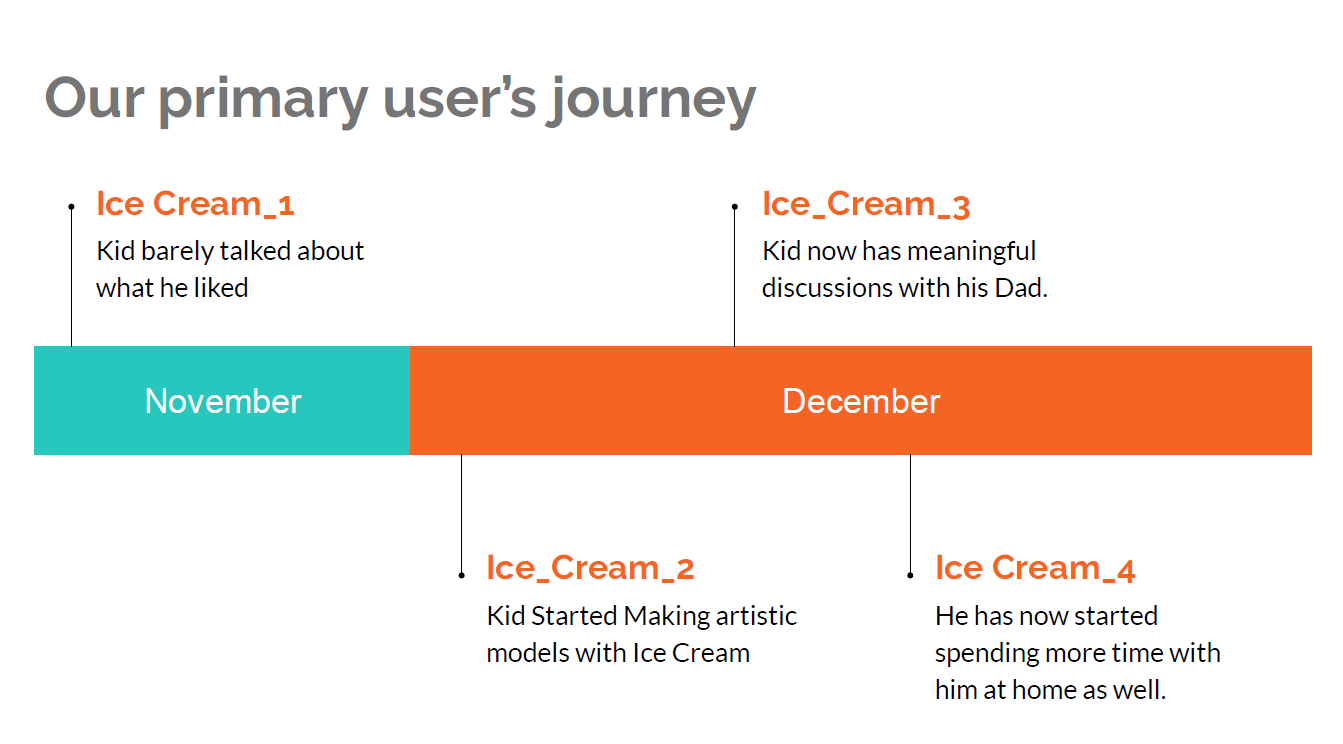 Our primary user’s journey
Ice Cream_1
Kid barely talked about
what he liked
Ice_Cream_3
Kid now has meaningful
discussions with his Dad.
November
December
Ice_Cream_2
Kid Started Making artistic
models with Ice Cream
Ice Cream_4
He has now started
spending more time with
him at home as well.